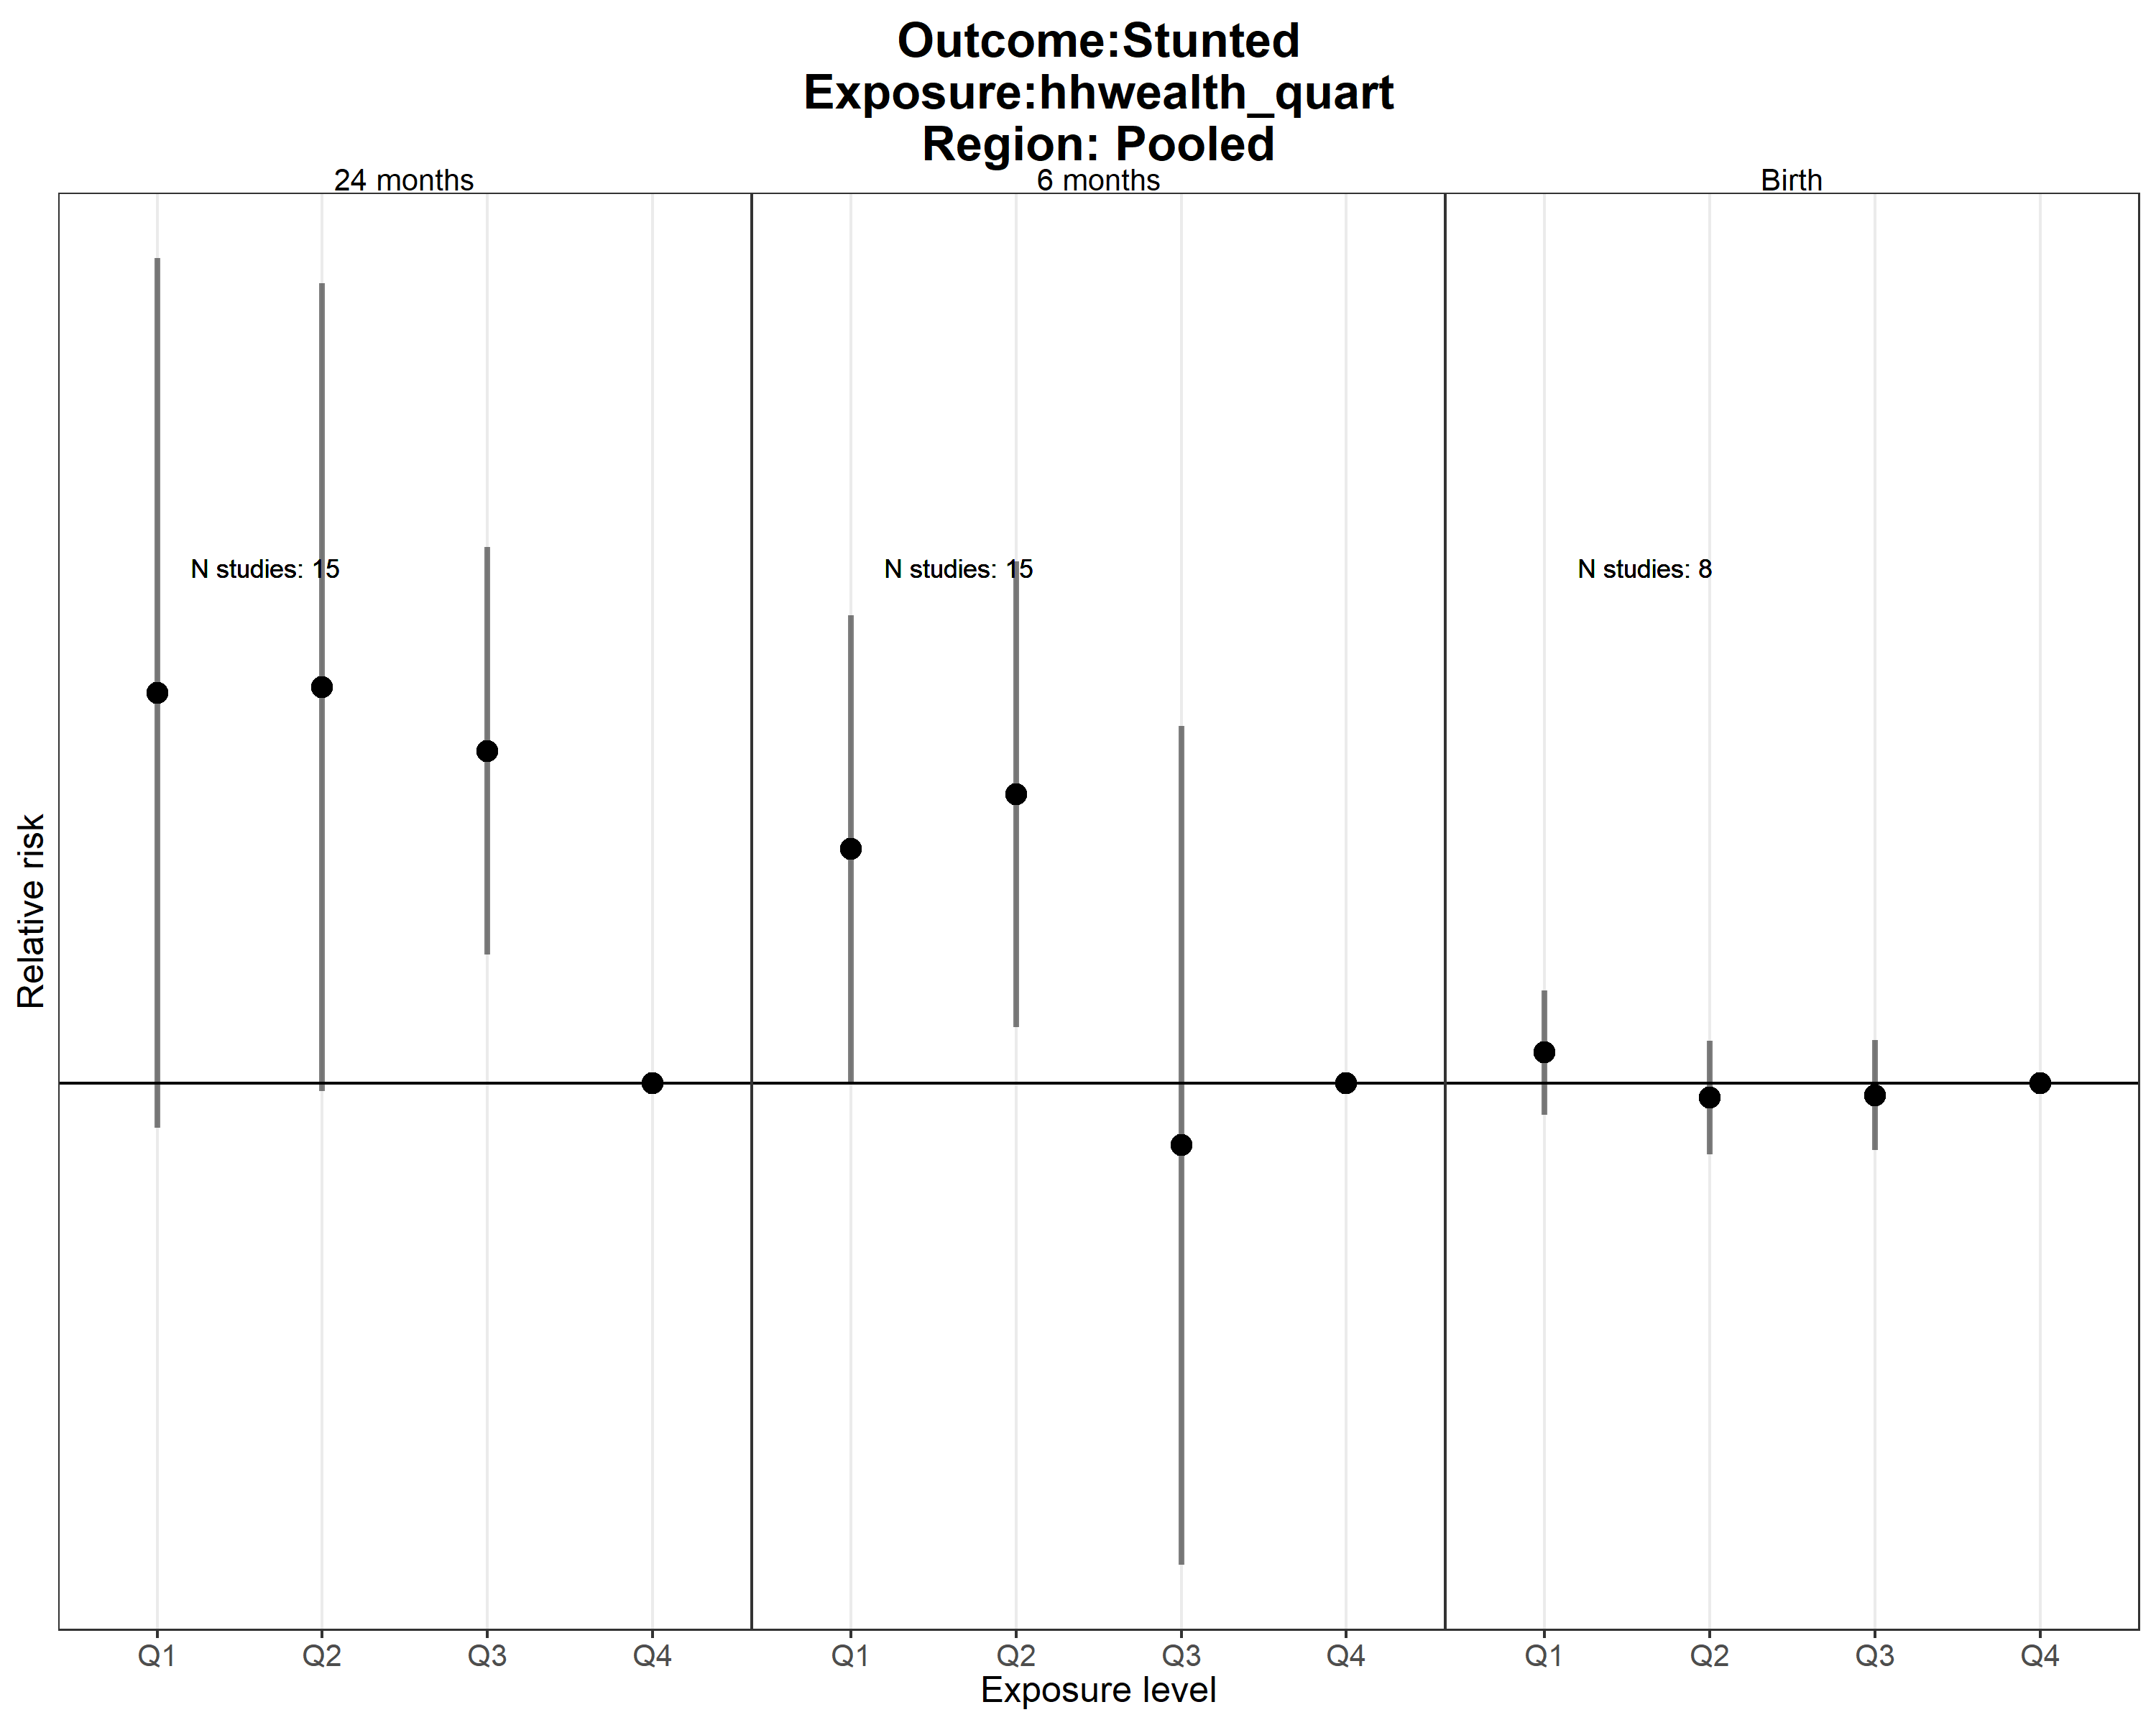 Outcome:Stunted
Exposure:hhwealth_quart
Region: Pooled
24 months
6 months
Birth
N studies: 15
N studies: 15
N studies: 8
Relative risk
Q1 Q2 Q3 Q4 Q1 Q2 Q3 Q4 Q1 Q2 Q3 Q4
Exposure level